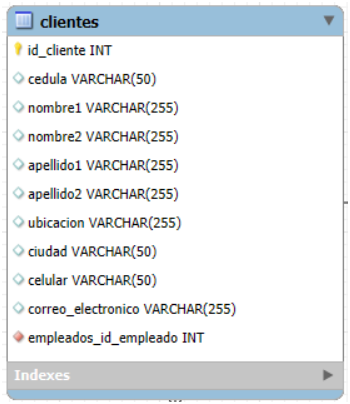 clientes
id_cliente INT
cedula VARCHAR(50)
nombre1 VARCHAR(255)
nombre2 VARCHAR(255)
apellido1 VARCHAR(255)
apellido2 VARCHAR(255)
ubicacion VARCHAR(255)
ciudad VARCHAR(50)
celular VARCHAR(50)
correo_electronico VARCHAR(255)
empleados_id_empleado INT
Indexes